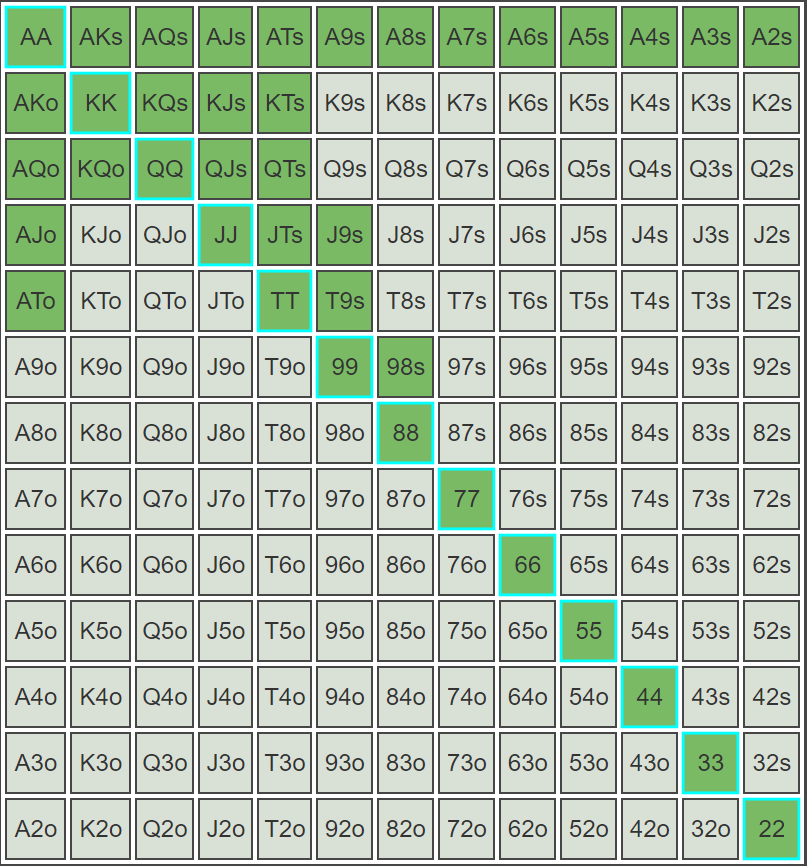 AA AKs AQs AJs ATs A9s A8s A7s A6s A5s A4s A3s A2s
AKo KK KQs KJs KTs K9s K8s K7s K6s K5s K4s K3s K2s
AQo KQo QQ QJs QTs Q9s Q8s Q7s Q6s Q5s Q4s Q3s Q2s
AJo KJo QJo JJ JTs J9s J8s J7s J6s J5s J4s J3s J2s
ATo KTo QTo JTo TT T9s T8s T7s T6s T5s T4s T3s T2s
A9o K9o Q9o J9o T9o 99 98s 97s 96s 95s 94s 93s 92s
A8o K8o Q8o J8o T8o 98o 88 87s 86s 85s 84s 83s 82s
A7o K7o Q7o J7o T7o 97o 87o 77 76s 75s 74s 73s 72s
A6o K6o Q6o J6o T6o 96o 86o 76o 66 65s 64s 63s 62s
A5o K5o Q5o J5o T5o 95o 85o 75o 65o 55 54s 53s 52s
A4o K4o Q4o J4o T4o 94o 84o 74o 64o 54o 44 43s 42s
A3o K3o Q3o J3o T3o 93o 83o 73o 63o 53o 43o 33 32s
A2o K2o Q2o J2o T2o 92o 82o 72o 62o 52o 42o 32o 22